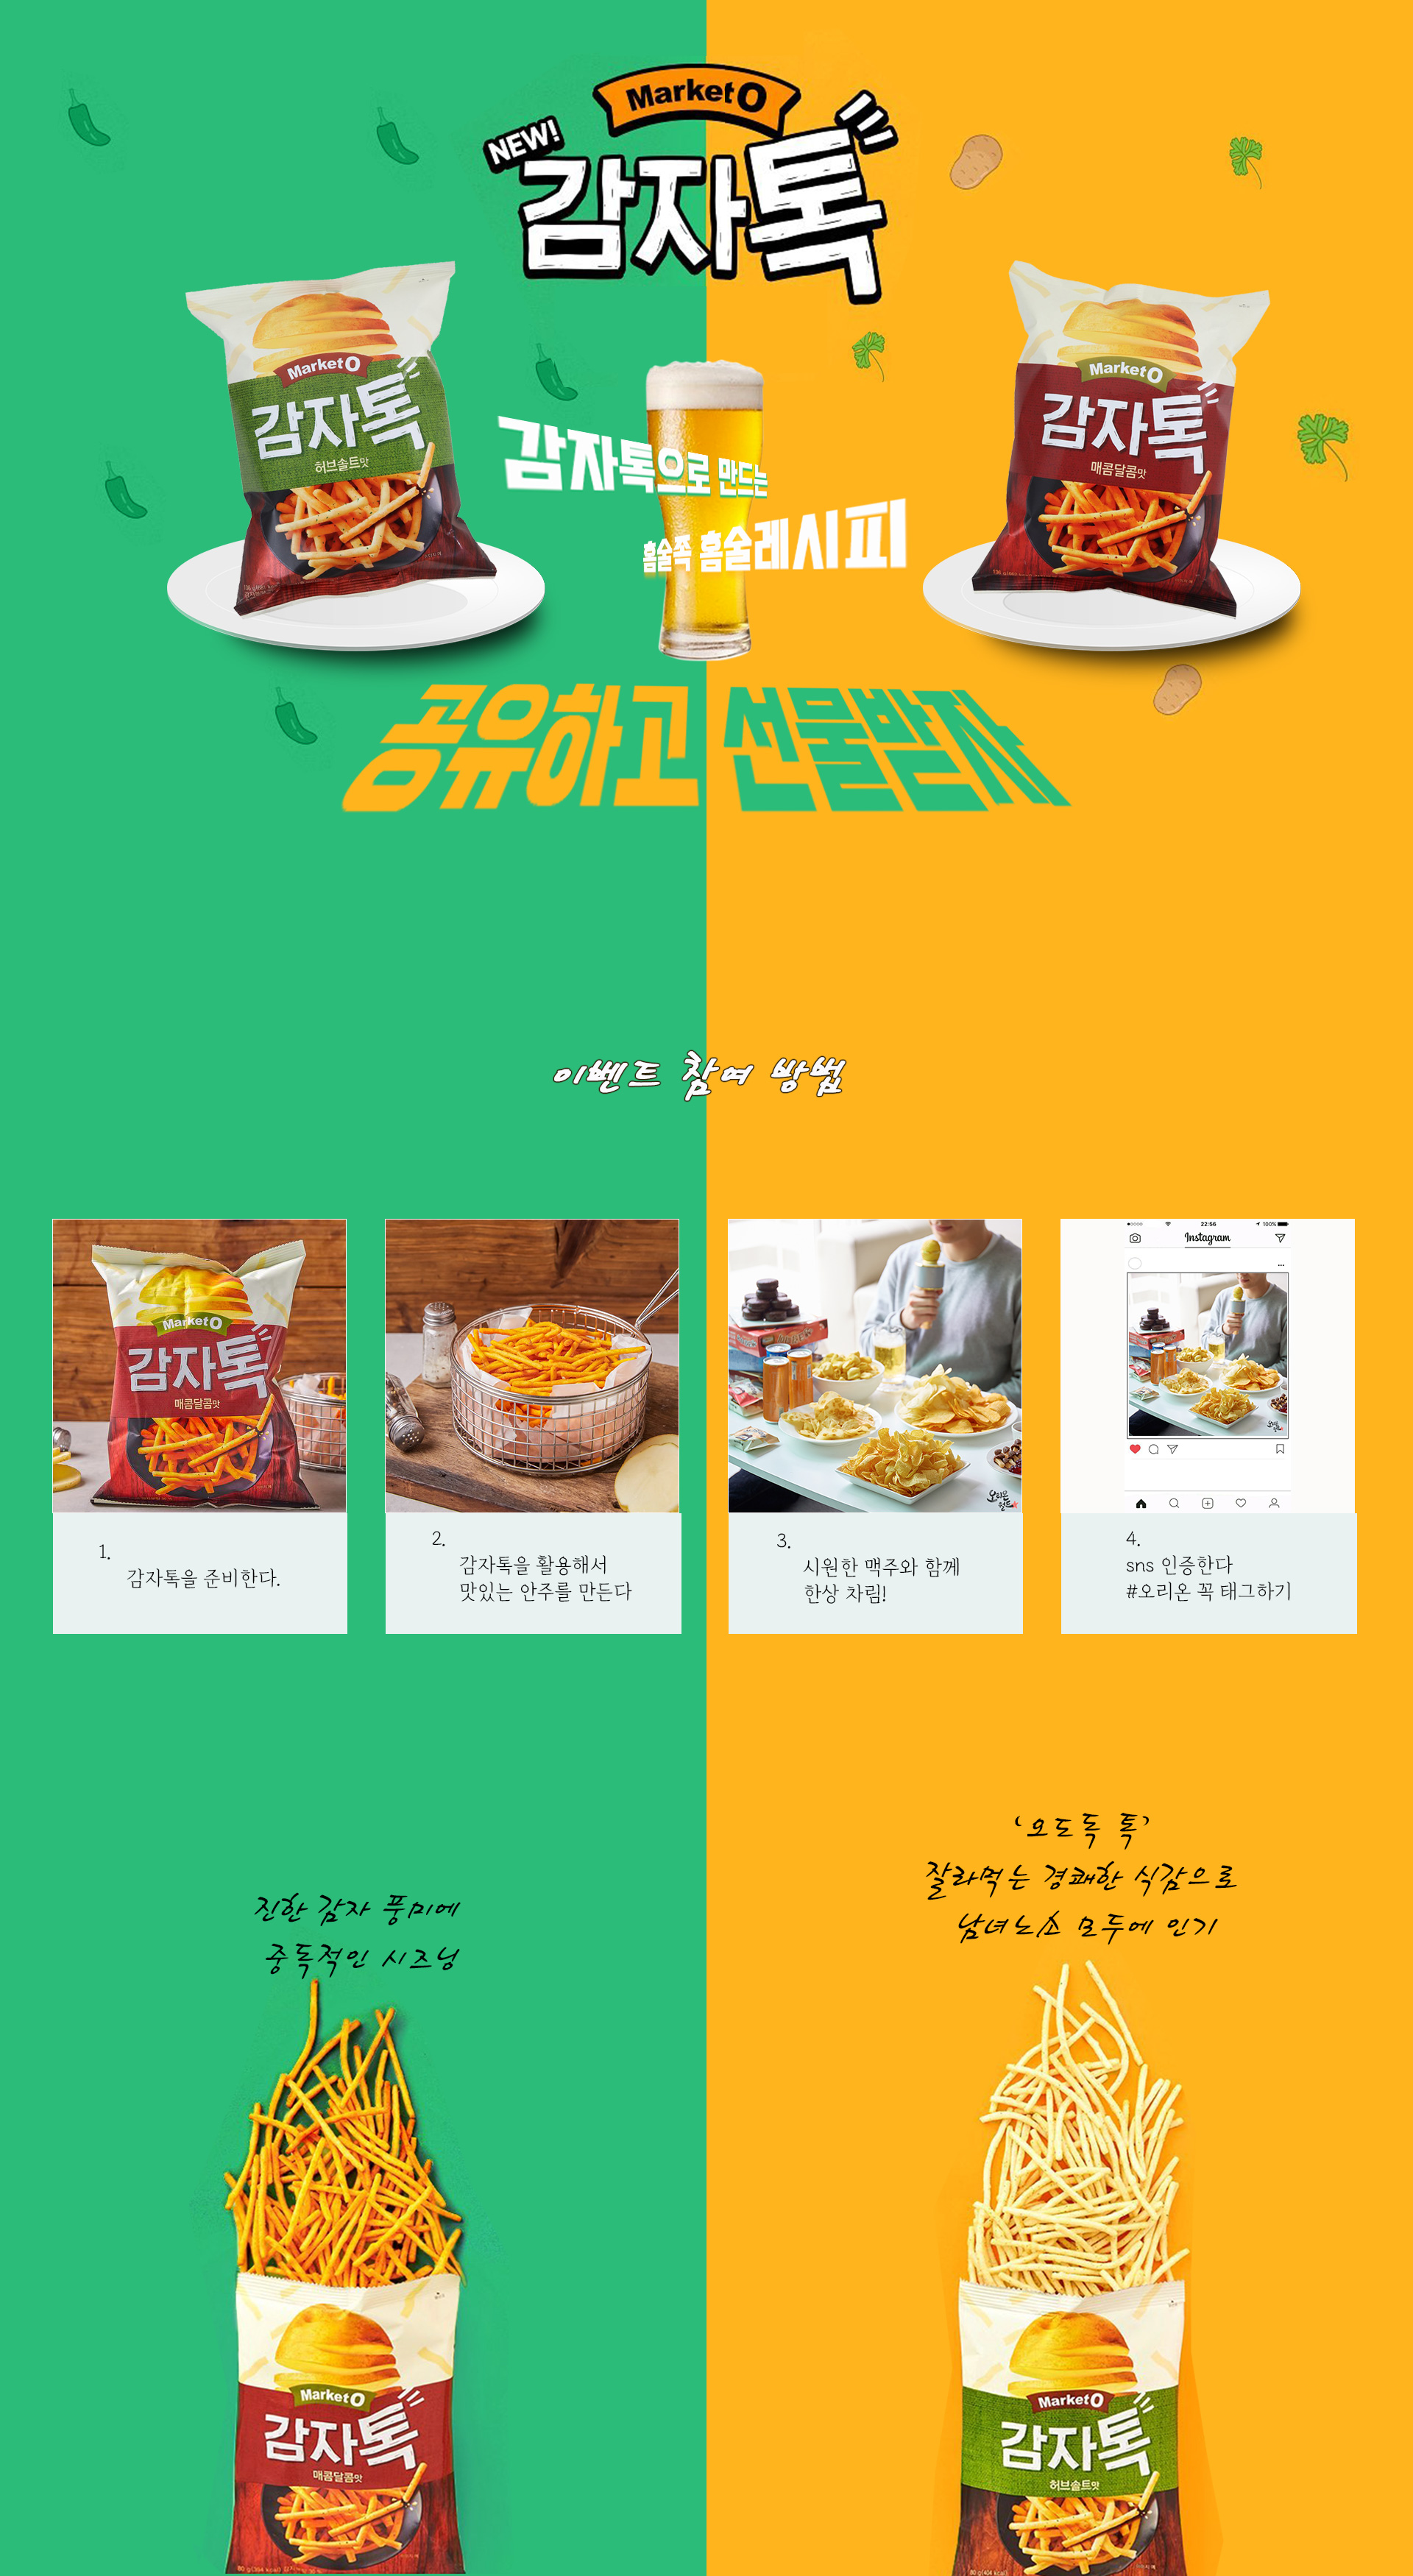 Market O
NEW!
감자톡
Market O
감자톡
허브솔트맛
Market O
감자톡
매콤달콤맛
감자톡으로 만드는
홈술쪽 홈술레시피
공유하고 선물받자
이벤트 참여 방법
Market O
감자톡
매콤달콤맛
1.
감자톡을 준비한다.
2.
감자톡을 활용해서
맛있는 안주를 만든다
3.
시원한 맥주와 함께
한상 차림!
22:56
100%
Instagram
4.
sns 인증한다
#오리온 꼭 태그하기
진한 감자 풍미에
중독적인 시즈닝
'오도독 톡'
잘라먹는 경쾌한 식감으로
남녀노소 모두에 인기
Market O
감자톡
매콤달콤맛
Market O
감자톡
허브솔트맛